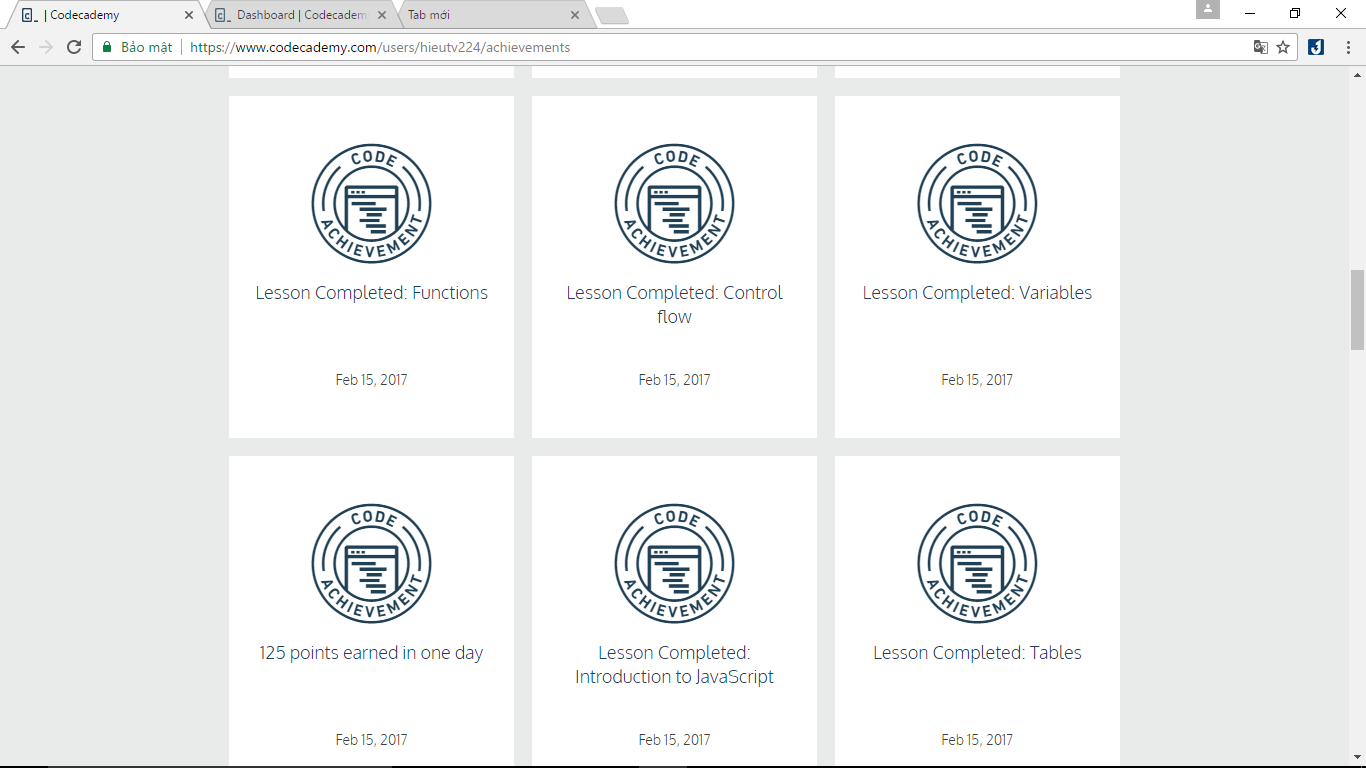 | Codecademy
Dashboard | Codecadem
Tab mới
Bảo mật
https://www.codecademy.com/users/hieutv224/achievements
CODE ACHIEVEMENT
CODE ACHIEVEMENT
CODE ACHIEVEMENT
Lesson Completed: Functions
Lesson Completed: Control
flow
Lesson Completed: Variables
Feb 15, 2017
Feb 15, 2017
Feb 15, 2017
CODE ACHIEVEMENT
CODE ACHIEVEMENT
CODE ACHIEVEMENT
125 points earned in one day
Lesson Completed:
Introduction to JavaScript
Lesson Completed: Tables
Feb 15, 2017
Feb 15, 2017
Feb 15, 2017